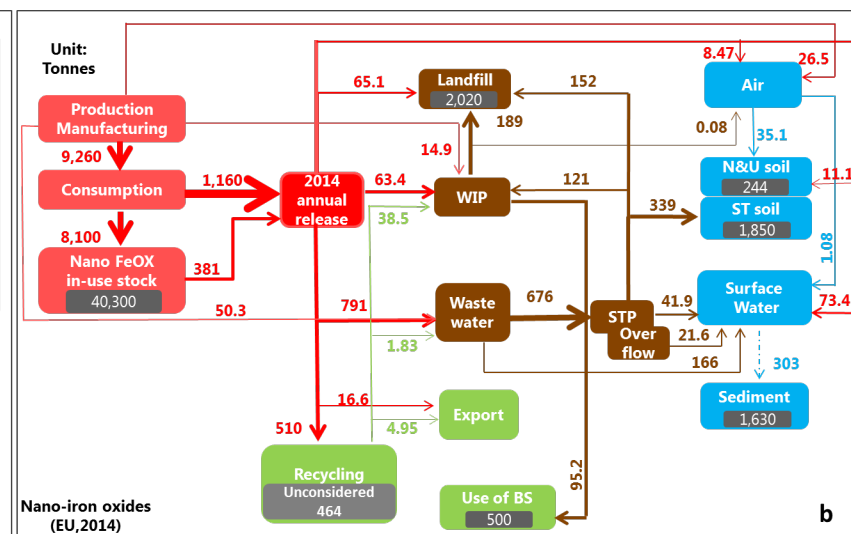 Unit:
Tonnes
8.47
26.5
Landfill
2,020
Air
65.1
152
Production
Manufacturing
189
0.08
35.1
14.9
9,260
N&U soil
244
11.1
Consumption
1,160
2014
annual
release
63.4
WIP
121
ST soil
1,850
38.5
339
8,100
1.08
Nano FeOX
in-use stock
40,300
381
Surface
Water
Waste
water
676
50.3
791
STP
41.9
73.4
Over
flow
21.6
1.83
166
303
Sediment
1,630
16.6
Export
510
4.95
Recycling
Unconsidered
464
95.2
Use of BS
500
Nano-iron oxides
(EU,2014)
b